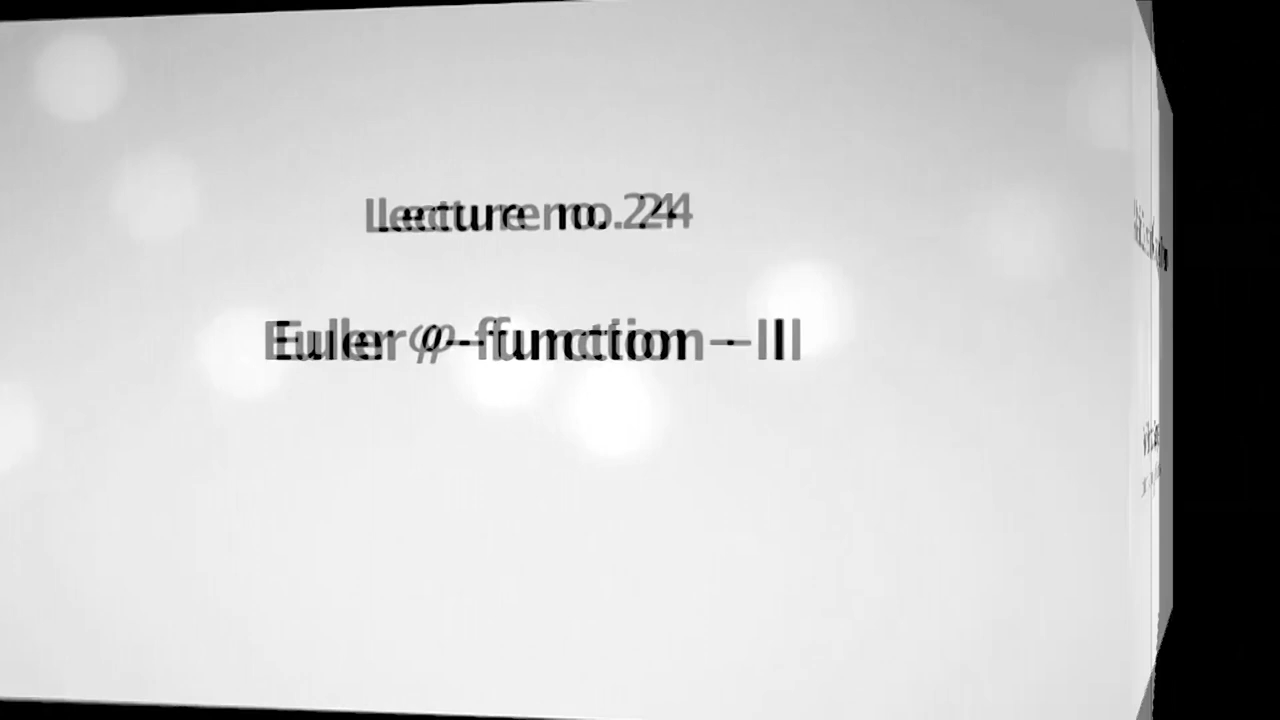 Lecture no. 24
Euler φ–function – II